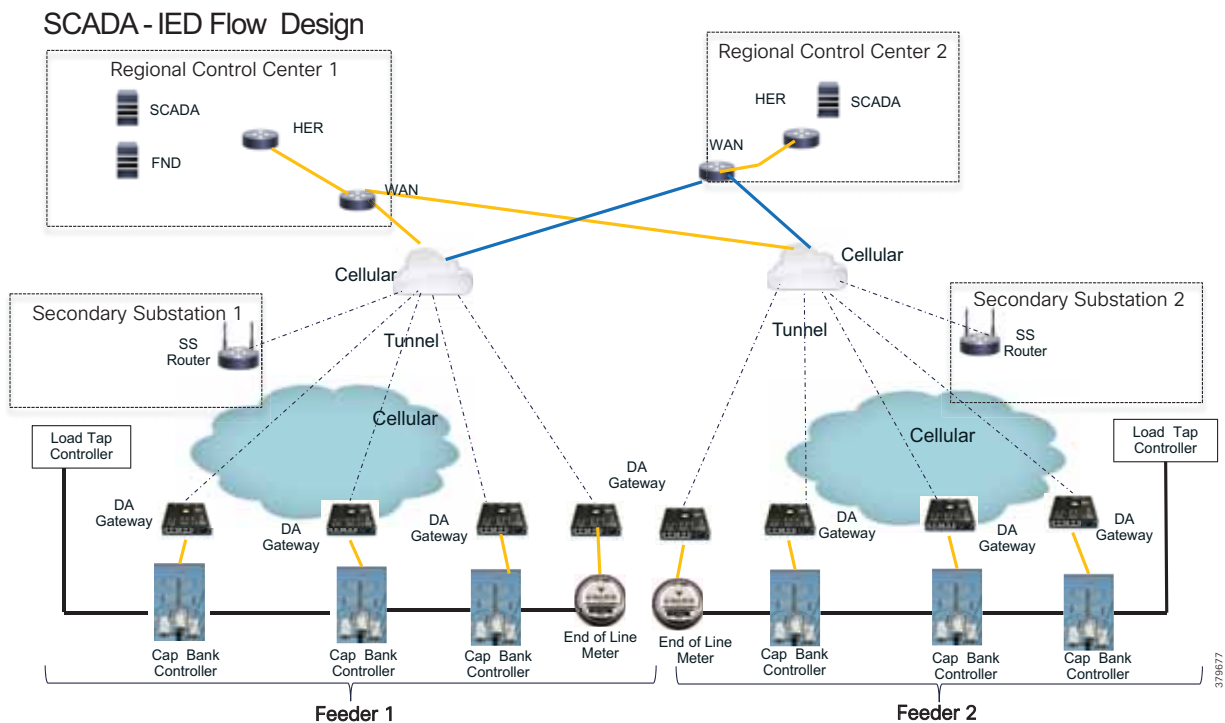 SCADA - IED Flow Design
Regional Control Center 1
SCADA
HER
FND
WAN
Regional Control Center 2
HER
SCADA
WAN
Cellular
Cellular
Secondary Substation 1
SS
Router
Tunnel
Tunnel
Secondary Substation 2
SS
Router
Cellular
Cellular
Load Tap
Controller
Load Tap
Controller
DA
Gateway
DA
Gateway
DA
Gateway
DA
Gateway
DA
Gateway
DA
Gateway
DA
Gateway
Cap Bank
Controller
Cap Bank
Controller
Cap Bank
Controller
End of Line
Meter
End of Line
Meter
Cap Bank
Controller
Cap Bank
Controller
Cap Bank
Controller
Feeder 1
Feeder 2
379677